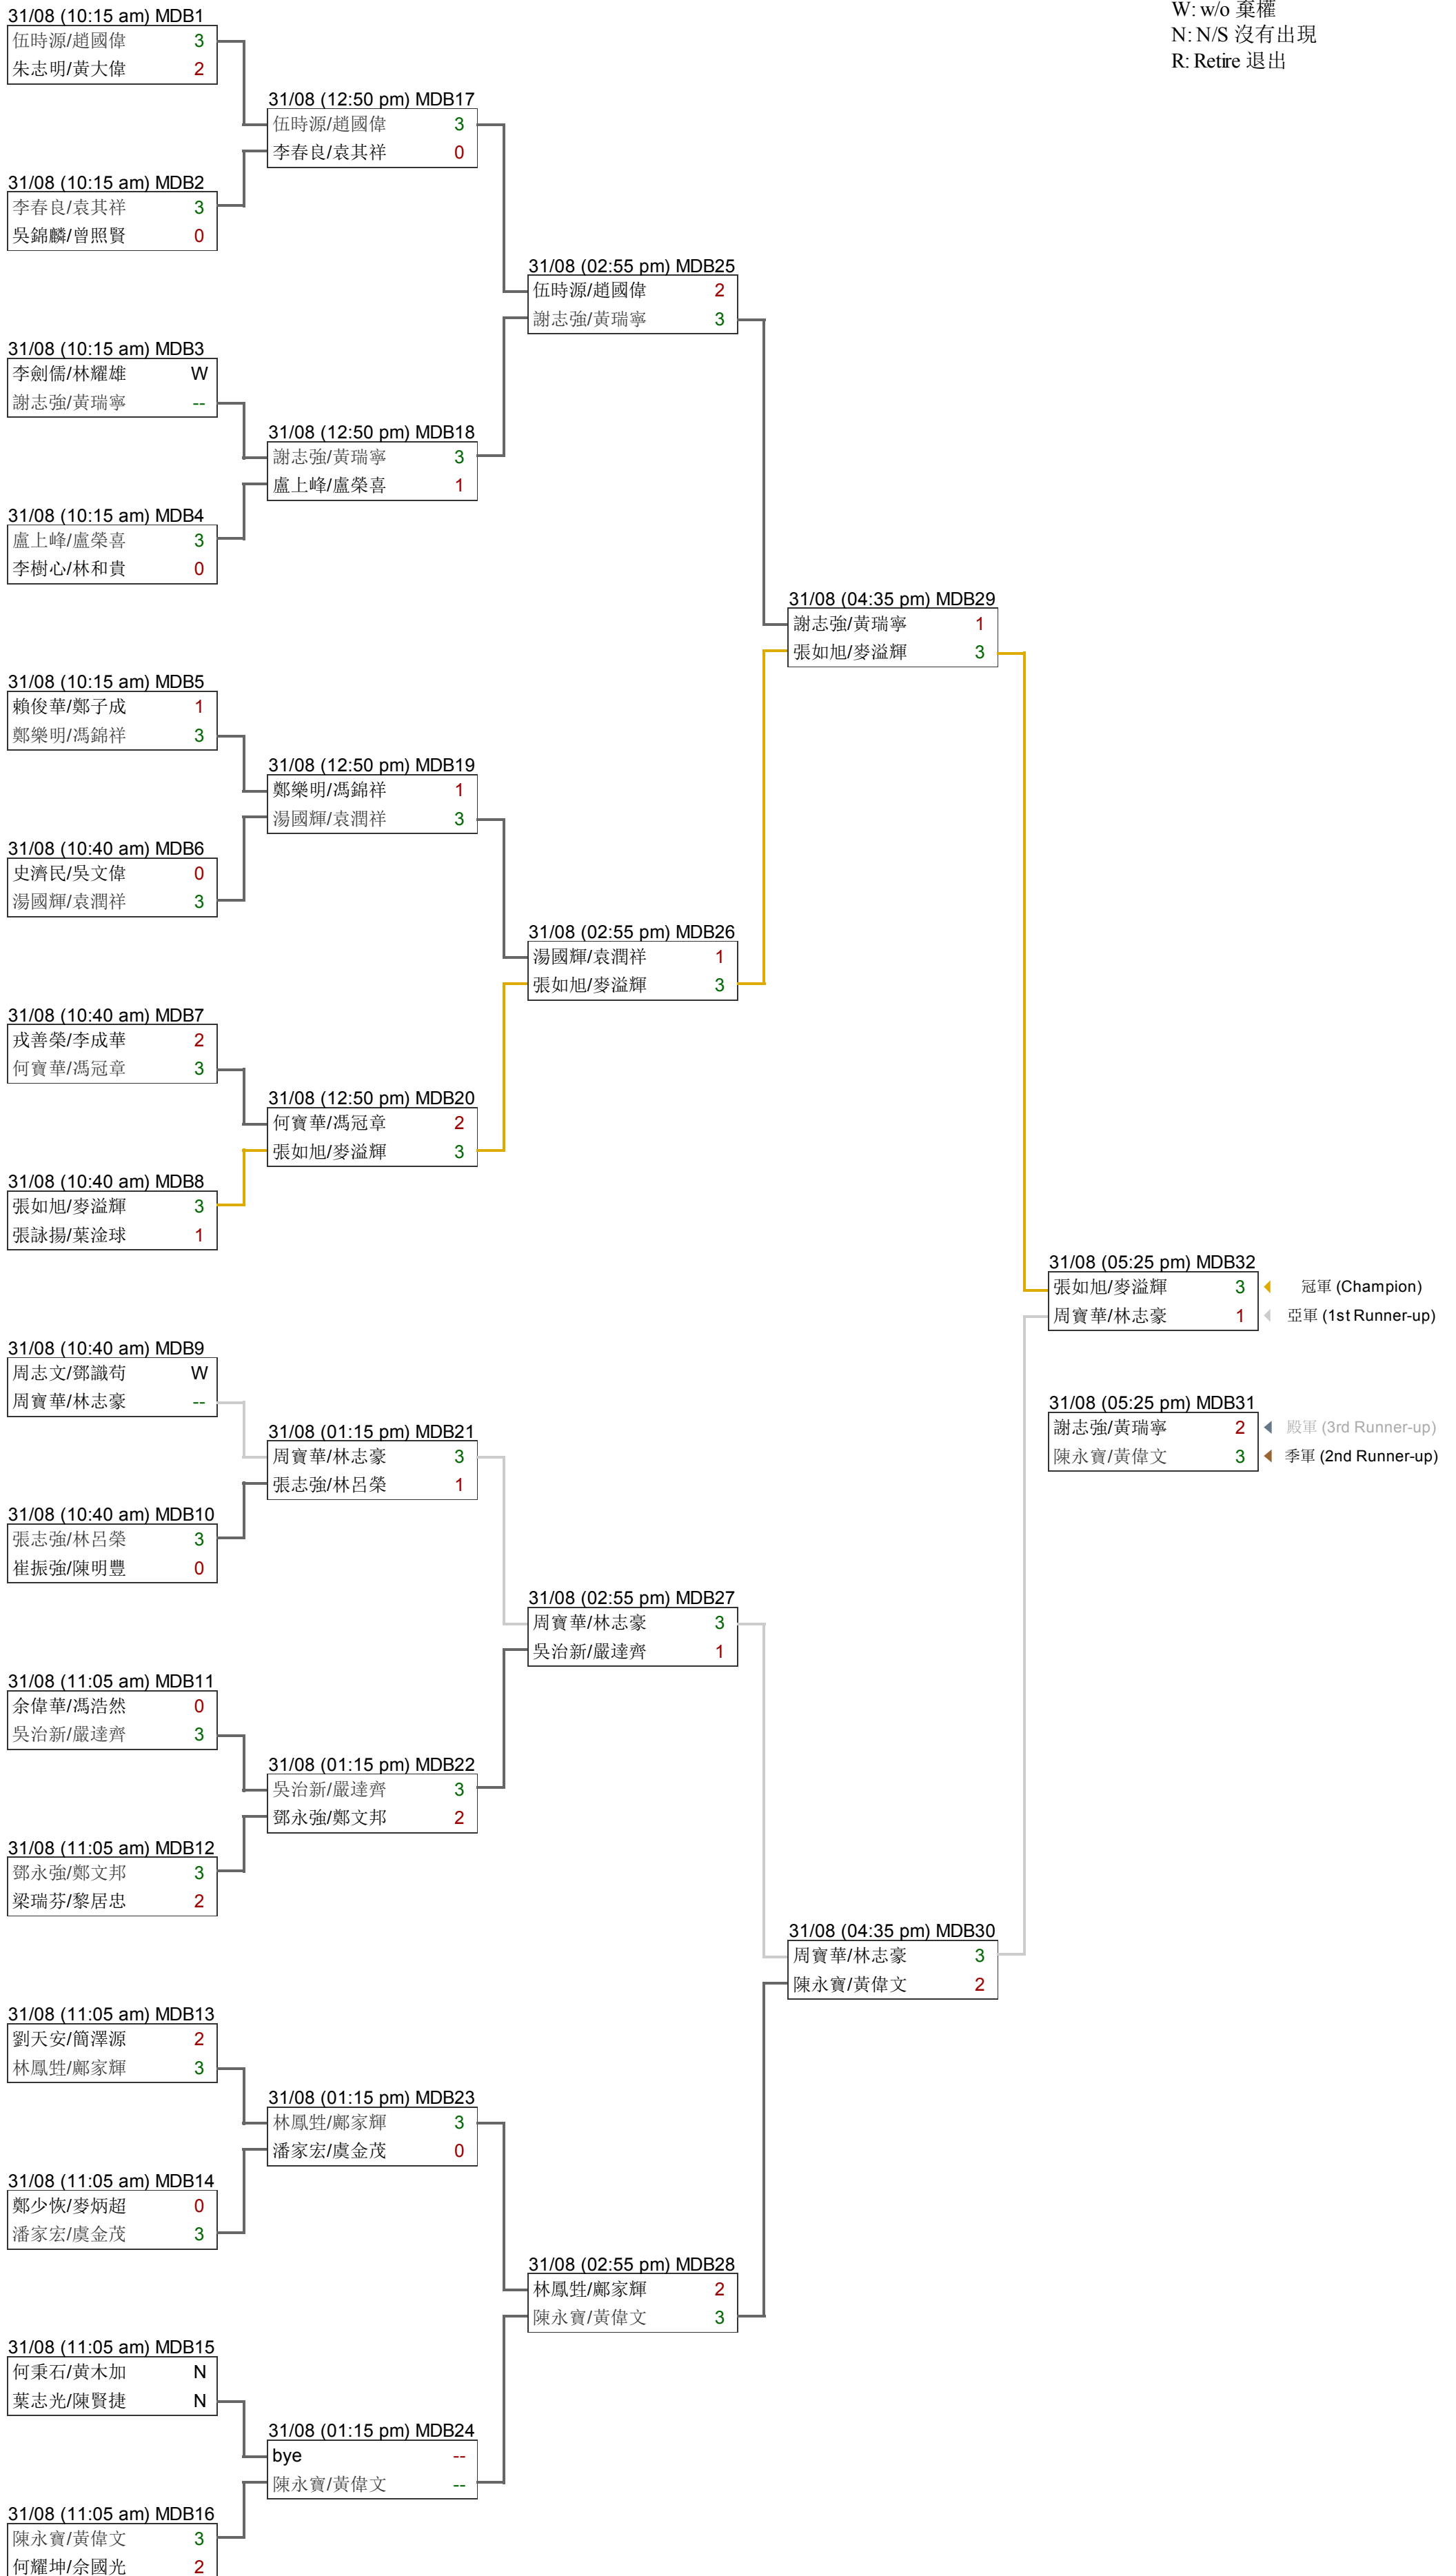 W: w/o 棄權
N: N/S 沒有出現
R: Retire 退出
31/08 (10:15 am) MDB1
伍時源/趙國偉 3
朱志明/黃大偉 2
31/08 (12:50 pm) MDB17
伍時源/趙國偉 3
李春良/袁其祥 0
31/08 (10:15 am) MDB2
李春良/袁其祥 3
吳錦麟/曾照賢 0
31/08 (02:55 pm) MDB25
伍時源/趙國偉 2
謝志強/黃瑞寧 3
31/08 (10:15 am) MDB3
李劍儒/林耀雄 W
謝志強/黃瑞寧 --
31/08 (12:50 pm) MDB18
謝志強/黃瑞寧 3
盧上峰/盧榮喜 1
31/08 (10:15 am) MDB4
盧上峰/盧榮喜 3
李樹心/林和貴 0
31/08 (04:35 pm) MDB29
謝志強/黃瑞寧 1
張如旭/麥溢輝 3
31/08 (10:15 am) MDB5
賴俊華/鄭子成 1
鄭樂明/馮錦祥 3
31/08 (12:50 pm) MDB19
鄭樂明/馮錦祥 1
湯國輝/袁潤祥 3
31/08 (10:40 am) MDB6
史濟民/吳文偉 0
湯國輝/袁潤祥 3
31/08 (02:55 pm) MDB26
湯國輝/袁潤祥 1
張如旭/麥溢輝 3
31/08 (10:40 am) MDB7
戎善榮/李成華 2
何寶華/馮冠章 3
31/08 (12:50 pm) MDB20
何寶華/馮冠章 2
張如旭/麥溢輝 3
31/08 (10:40 am) MDB8
張如旭/麥溢輝 3
張詠揚/葉淦球 1
31/08 (05:25 pm) MDB32
張如旭/麥溢輝 3 冠軍 (Champion)
周寶華/林志豪 1 亞軍 (1st Runner-up)
31/08 (10:40 am) MDB9
周志文/鄧識荀 W
周寶華/林志豪 --
31/08 (05:25 pm) MDB31
謝志強/黃瑞寧 2 殿軍 (3rd Runner-up)
陳永寶/黃偉文 3 季軍 (2nd Runner-up)
31/08 (01:15 pm) MDB21
周寶華/林志豪 3
張志強/林呂榮 1
31/08 (10:40 am) MDB10
張志強/林呂榮 3
崔振強/陳明豐 0
31/08 (02:55 pm) MDB27
周寶華/林志豪 3
吳治新/嚴達齊 1
31/08 (11:05 am) MDB11
余偉華/馮浩然 0
吳治新/嚴達齊 3
31/08 (01:15 pm) MDB22
吳治新/嚴達齊 3
鄧永強/鄭文邦 2
31/08 (11:05 am) MDB12
鄧永強/鄭文邦 3
梁瑞芬/黎居忠 2
31/08 (04:35 pm) MDB30
周寶華/林志豪 3
陳永寶/黃偉文 2
31/08 (11:05 am) MDB13
劉天安/簡澤源 2
林鳳甡/鄺家輝 3
31/08 (01:15 pm) MDB23
林鳳甡/鄺家輝 3
潘家宏/虞金茂 0
31/08 (11:05 am) MDB14
鄭少恢/麥炳超 0
潘家宏/虞金茂 3
31/08 (02:55 pm) MDB28
林鳳甡/鄺家輝 2
陳永寶/黃偉文 3
31/08 (11:05 am) MDB15
何秉石/黃木加 N
葉志光/陳賢捷 N
31/08 (01:15 pm) MDB24
bye --
陳永寶/黃偉文 --
31/08 (11:05 am) MDB16
陳永寶/黃偉文 3
何耀坤/佘國光 2